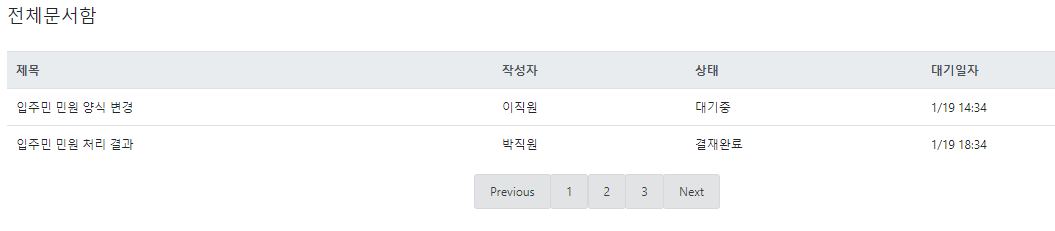 전체문서함
제목 작성자 상태 대기일자
입주민 민원 양식 변경 이직원 대기중 1/19 14:34
입주민 민원 처리 결과 박직원 결재완료 1/19 18:34
Previous 1 2 3 Next